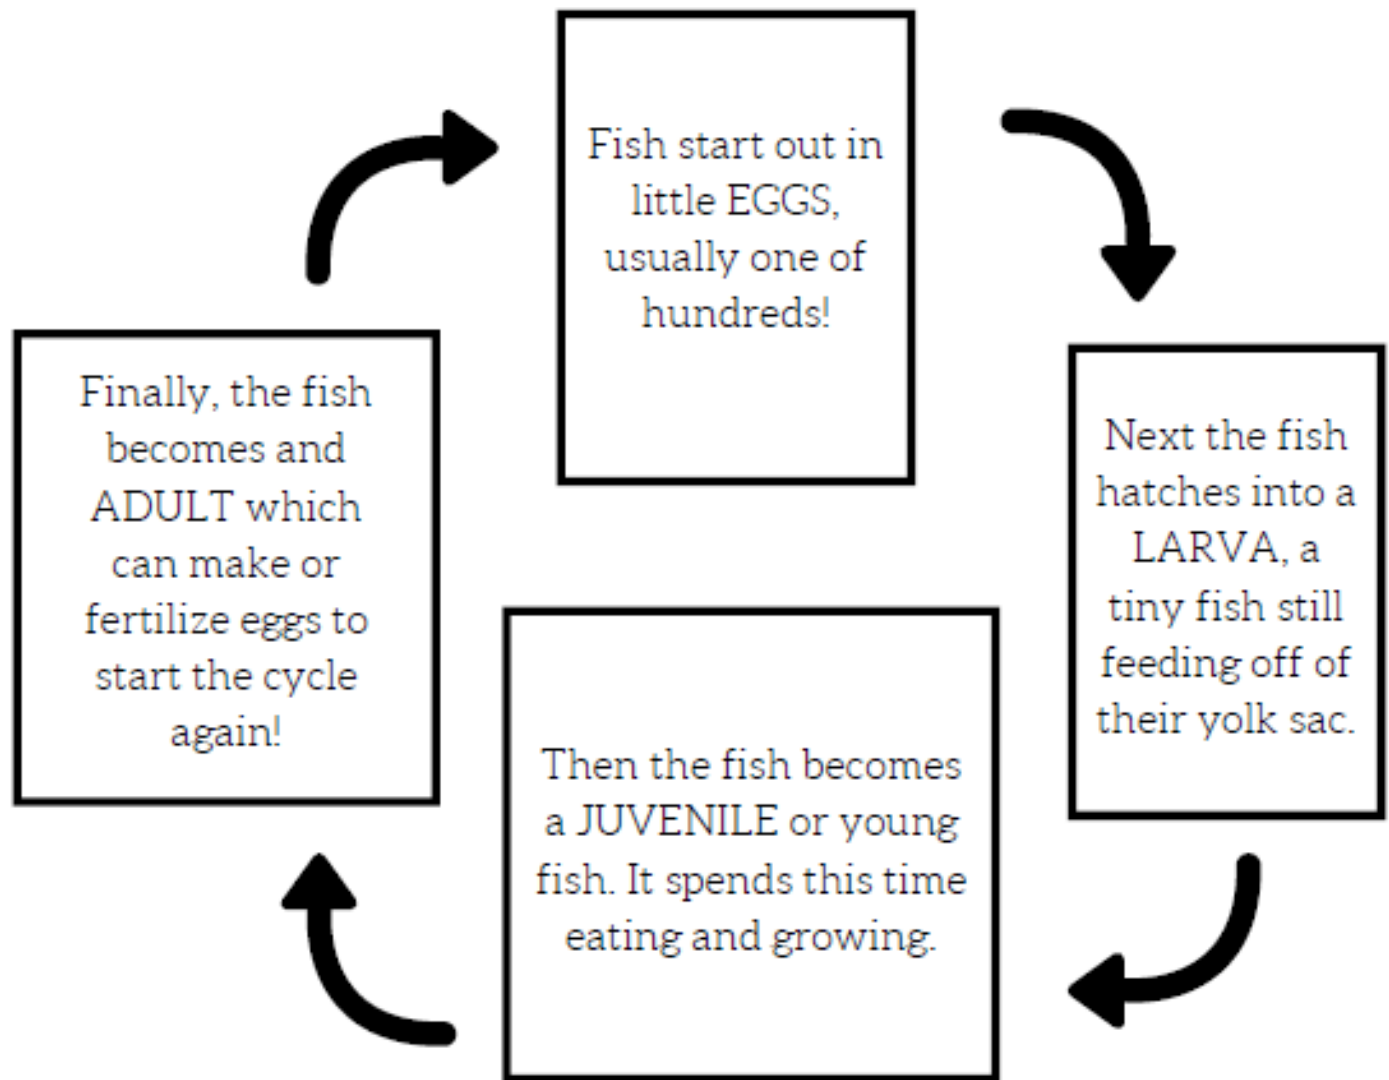 Fish start out in
little EGGS,
usually one of
hundreds!
Next the fish
hatches into a
LARVA, a
tiny fish still
feeding off of
their yolk sac.
Then the fish becomes
a JUVENILE or young
fish. It spends this time
eating and growing.
Finally, the fish
becomes and
ADULT which
can make or
fertilize eggs to
start the cycle
again!